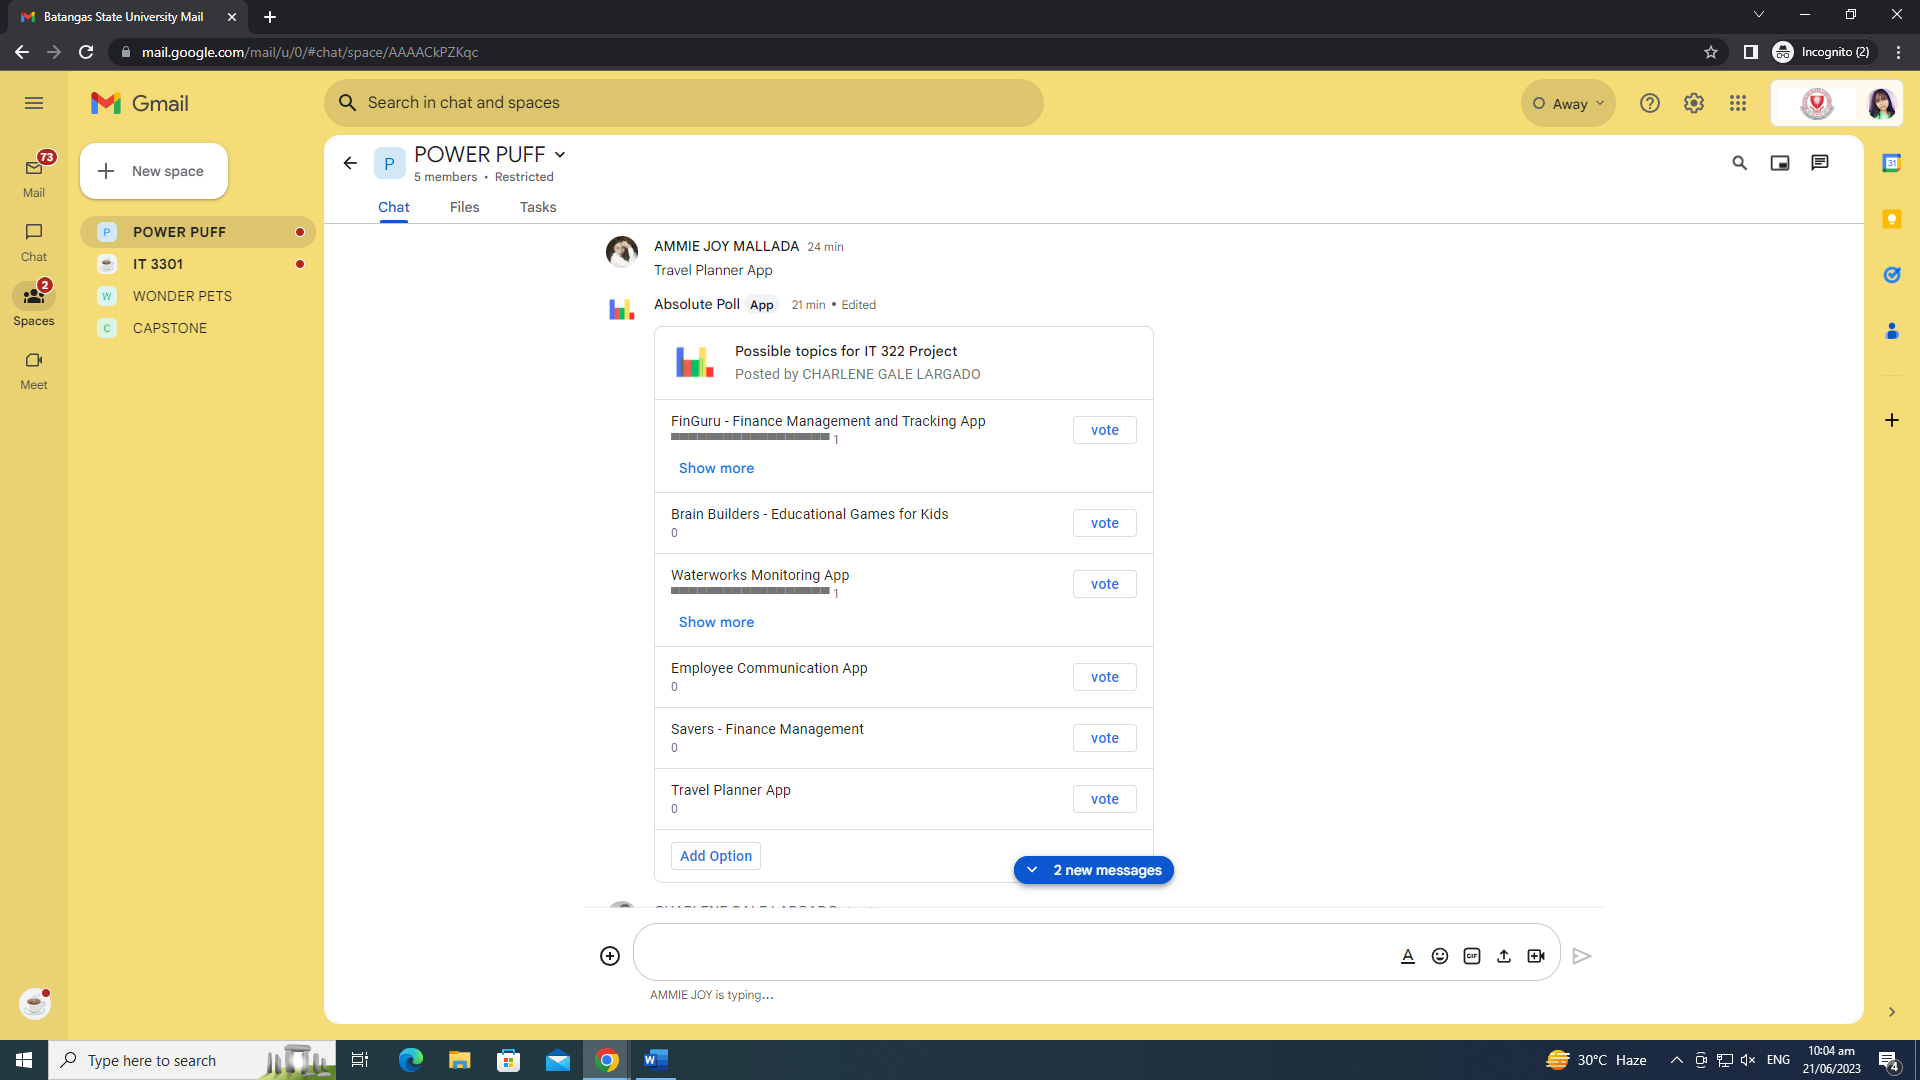 Batangas State University Mail
mail.google.com/mail/u/0/#chat/space/AAAACkPZKqc
Incognito (2)
Gmail
Search in chat and spaces
Away
73
Mail
Chat
2
Spaces
Meet
New space
P POWER PUFF
IT 3301
W WONDER PETS
C CAPSTONE
P
POWER PUFF
5 members • Restricted
Chat Files Tasks
31
AMMIE JOY MALLADA 24 min
Travel Planner App
Absolute Poll App 21 min • Edited
Possible topics for IT 322 Project
Posted by CHARLENE GALE LARGADO
FinGuru - Finance Management and Tracking App
1
vote
Show more
Brain Builders - Educational Games for Kids
0
vote
Waterworks Monitoring App
1
vote
Show more
Employee Communication App
0
vote
Savers - Finance Management
0
vote
Travel Planner App
0
vote
Add Option
2 new messages
CHARLENE GALE LARGADO
GIF
AMMIE JOY is typing...
Type here to search
W
30°C Haze
ENG
10:04 am
21/06/2023
4